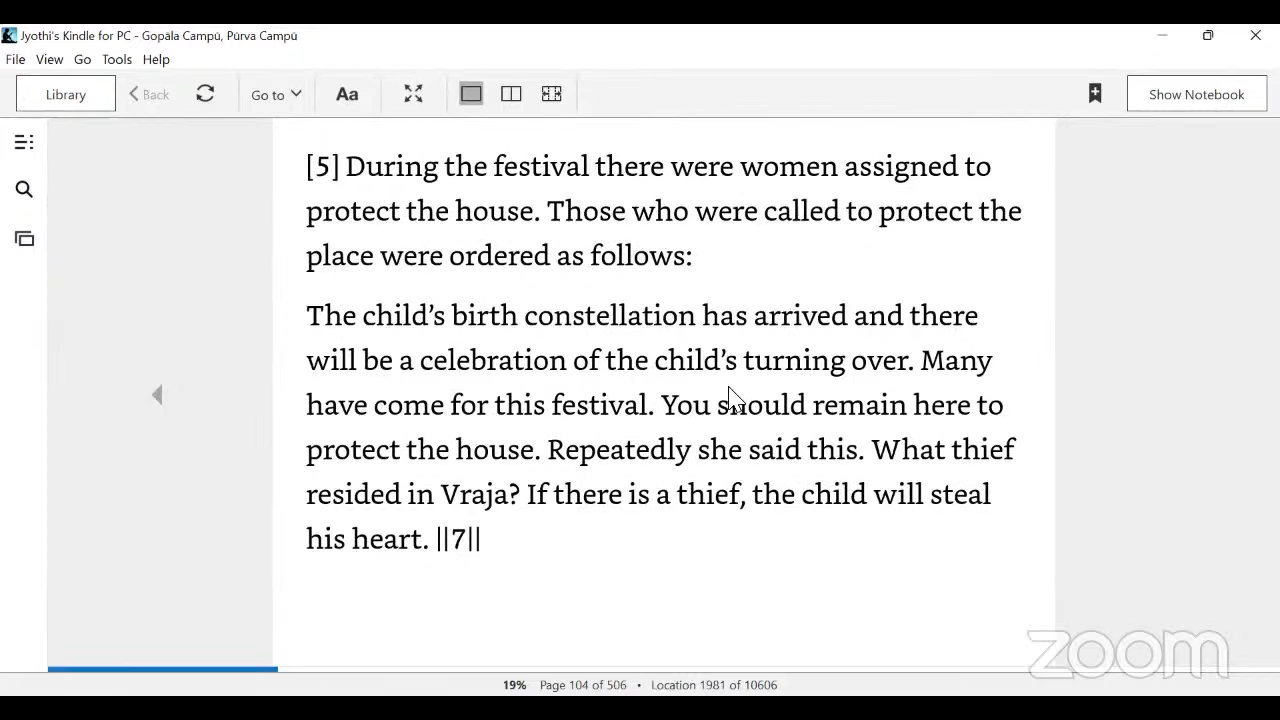 Jyothi's Kindle for PC - Gopāla Campū, Pūrva Campū
File View Go Tools Help
Library Back Go to Aa Show Notebook
[5] During the festival there were women assigned to
protect the house. Those who were called to protect the
place were ordered as follows:
The child’s birth constellation has arrived and there
will be a celebration of the child’s turning over. Many
have come for this festival. You should remain here to
protect the house. Repeatedly she said this. What thief
resided in Vraja? If there is a thief, the child will steal
his heart. ||7||
zoom
19% Page 104 of 506 • Location 1981 of 10606